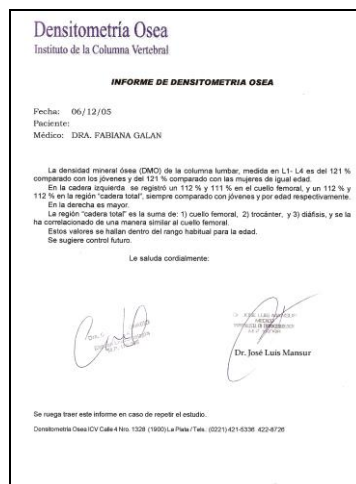 Densitometría Osea
Instituto de la Columna Vertebral
INFORME DE DENSITOMETRIA OSEA
Fecha: 06/12/05
Paciente:
Médico: DRA. FABIANA GALAN
La densidad mineral ósea (DMO) de la columna lumbar, medida en L1- L4 es del 121 %
comparado con los jóvenes y del 121 % comparado con las mujeres de igual edad.
En la cadera izquierda se registró un 112 % y 111 % en el cuello femoral, y un 112 % y
112 % en la región "cadera total", siempre comparado con jóvenes y por edad respectivamente.
En la derecha es mayor.
La región "cadera total" es la suma de: 1) cuello femoral, 2) trocánter, y 3) diáfisis, y se la
ha correlacionado de una manera similar al cuello femoral.
Estos valores se hallan dentro del rango habitual para la edad.
Se sugiere control futuro.
Le saluda cordialmente:
Dr. José Luis Mansur
Se ruega traer este informe en caso de repetir el estudio.
Densitometría Osea ICV Calle 4 Nro. 1328 (1900) La Plata / Tels. (0221) 421-5336 422-8726